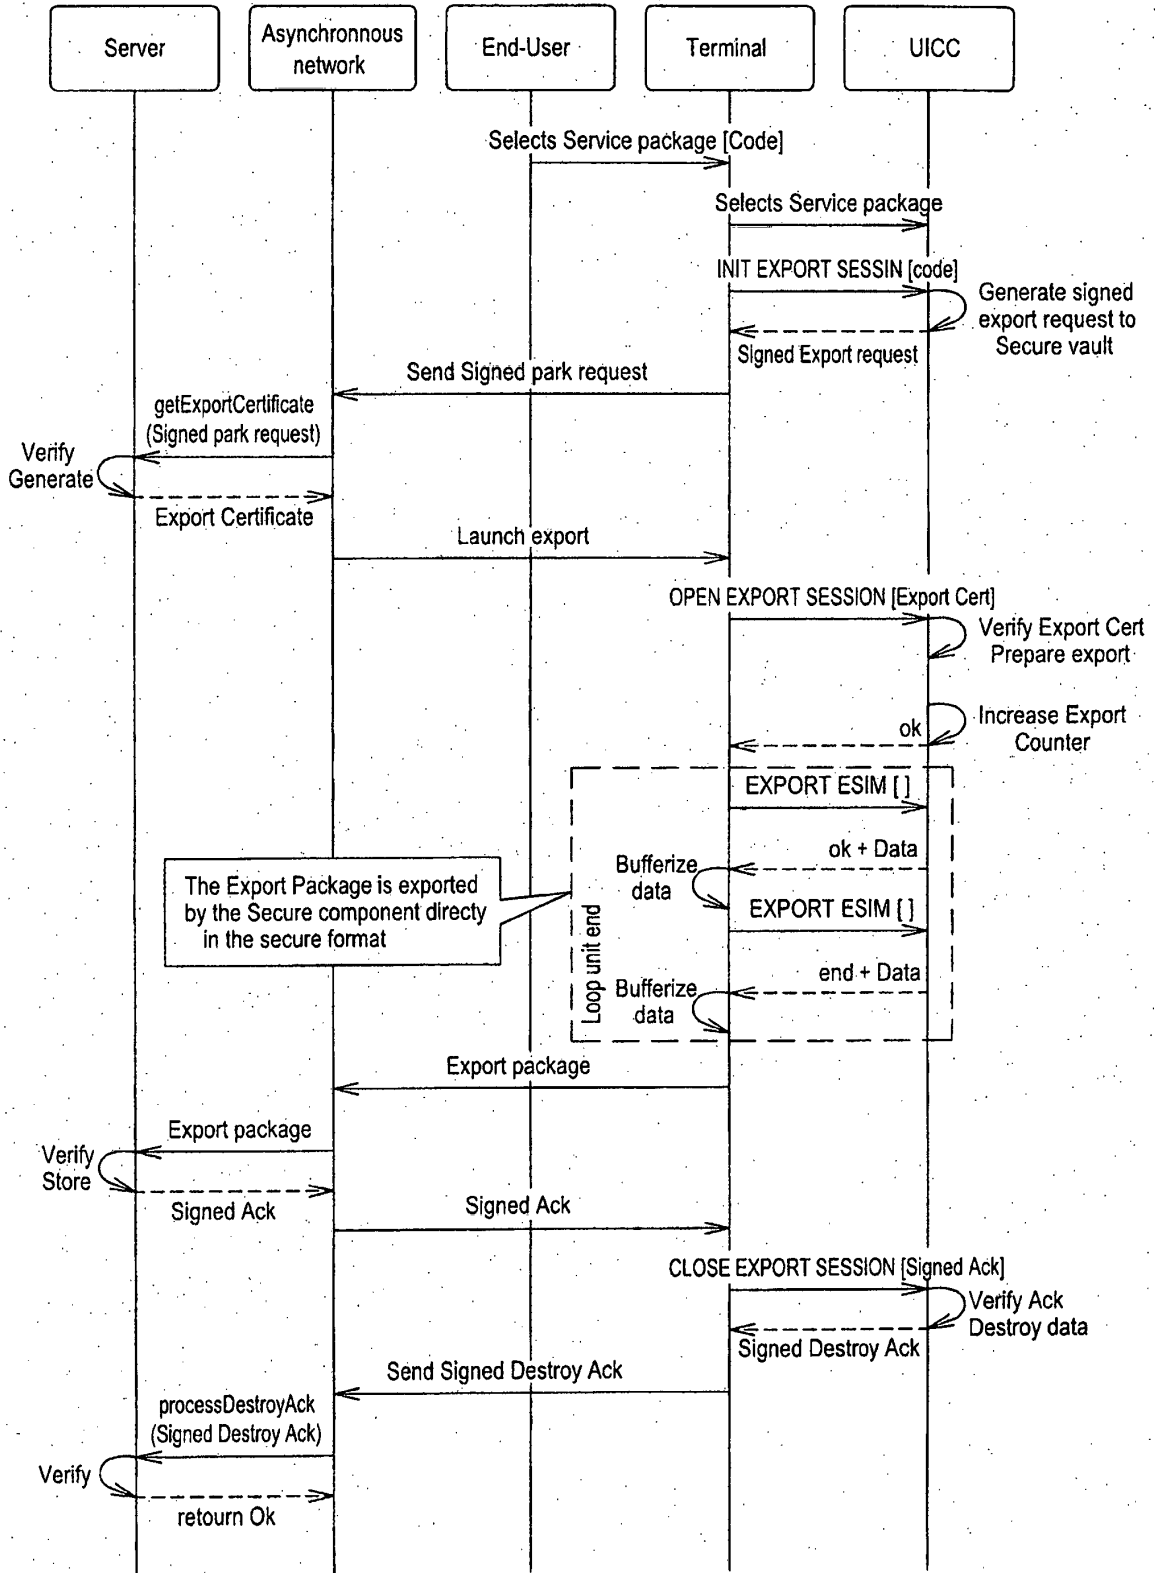 Server
Asynchronnous
network
End-User
Terminal
UICC
Selects Service package [Code]
Selects Service package
INIT EXPORT SESSIN [code]
Generate signed
export request to
Secure vault
Signed Export request
Send Signed park request
getExportCertificate
(Signed park request)
Verify
Generate
Export Certificate
Launch export
OPEN EXPORT SESSION [Export Cert]
Verify Export Cert
Prepare export
Increase Export
Counter
ok
EXPORT ESIM [ ]
ok + Data
Bufferize
data
EXPORT ESIM [ ]
The Export Package is exported
by the Secure component directy
in the secure format
Loop unit end
end + Data
Bufferize
data
Export package
Export package
Verify
Store
Signed Ack
Signed Ack
CLOSE EXPORT SESSION [Signed Ack]
Verify Ack
Destroy data
Signed Destroy Ack
Send Signed Destroy Ack
processDestroyAck
(Signed Destroy Ack)
Verify
retourn Ok